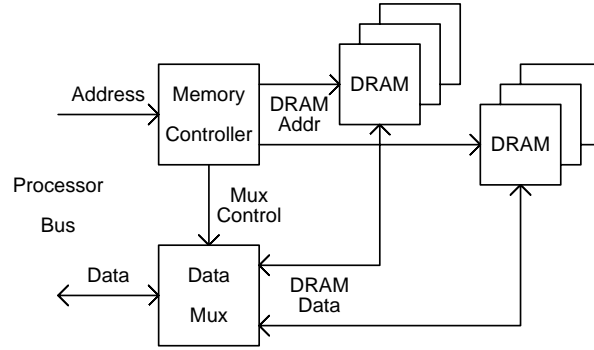 Address
Memory
Controller
DRAM
Addr
DRAM
DRAM
Processor
Bus
Mux
Control
Data
Data
Mux
DRAM
Data